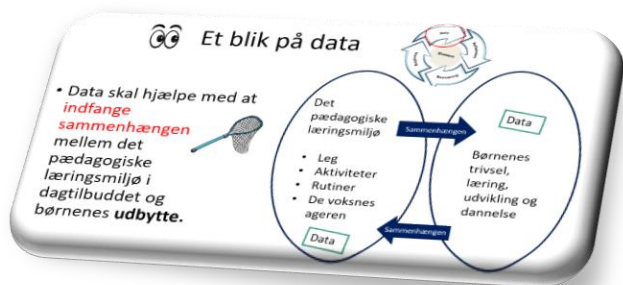 Et blik på data
• Data skal hjælpe med at
indfange
sammenhængen
mellem det
pædagogiske
læringsmiljø i
dagtilbuddet og
børnenes udbytte.
Det
pædagogiske
læringsmiljø
• Leg
• Aktiviteter
• Rutiner
• De voksnes
ageren
Data
Sammenhængen
Sammenhængen
Data
Børnenes
trivsel,
læring,
udvikling og
dannelse